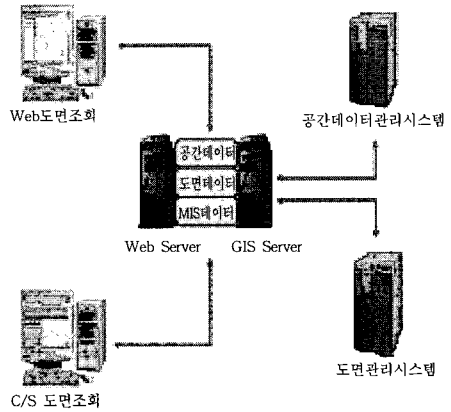 Web도면조회
공간데이터관리시스템
공간데이터
도면데이터
MIS데이터
Web Server
GIS Server
도면관리시스템
C/S 도면조회